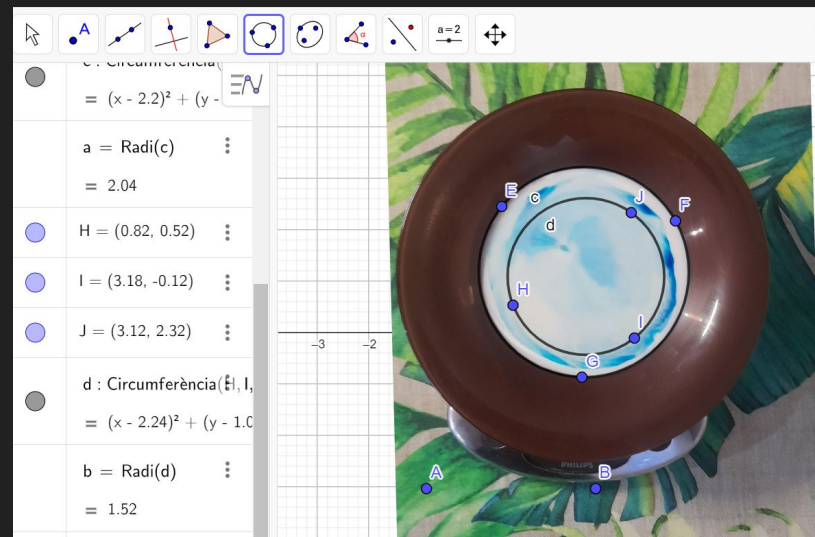 A
α
a=2
c : Circumferència(
= (x - 2.2)² + (y -
a = Radi(c)
= 2.04
H = (0.82, 0.52)
I = (3.18, -0.12)
J = (3.12, 2.32)
d : Circumferència(H, I,
= (x - 2.24)² + (y - 1.0
b = Radi(d)
= 1.52
E
c
J
F
d
H
I
G
-3
-2
PHILIPS
A
B